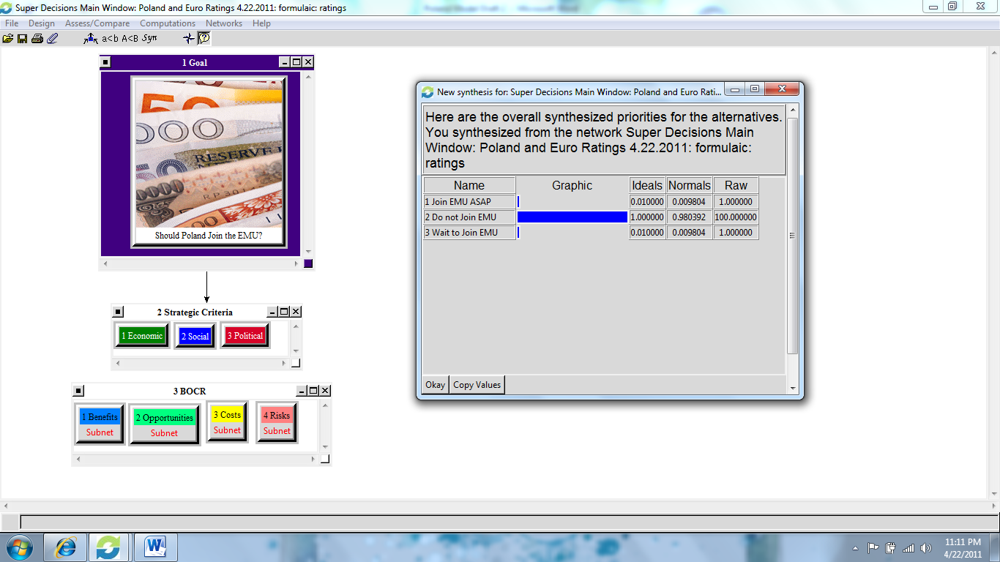 Super Decisions Main Window: Poland and Euro Ratings 4.22.2011: formulaic: ratings
File Design Assess/Compare Computations Networks Help
a<b A<B Syn
1 Goal
50
000
RESERVE
50
0000
RP301
Should Poland Join the EMU?
2 Strategic Criteria
1 Economic 2 Social 3 Political
3 BOCR
1 Benefits 2 Opportunities 3 Costs 4 Risks
Subnet Subnet Subnet Subnet
New synthesis for: Super Decisions Main Window: Poland and Euro Rati...
Here are the overall synthesized priorities for the alternatives.
You synthesized from the network Super Decisions Main
Window: Poland and Euro Ratings 4.22.2011: formulaic:
ratings
Name Graphic Ideals Normals Raw
1 Join EMU ASAP 0.010000 0.009804 1.000000
2 Do not Join EMU 1.000000 0.980392 100.000000
3 Wait to Join EMU 0.010000 0.009804 1.000000
Okay Copy Values
11:11 PM
4/22/2011